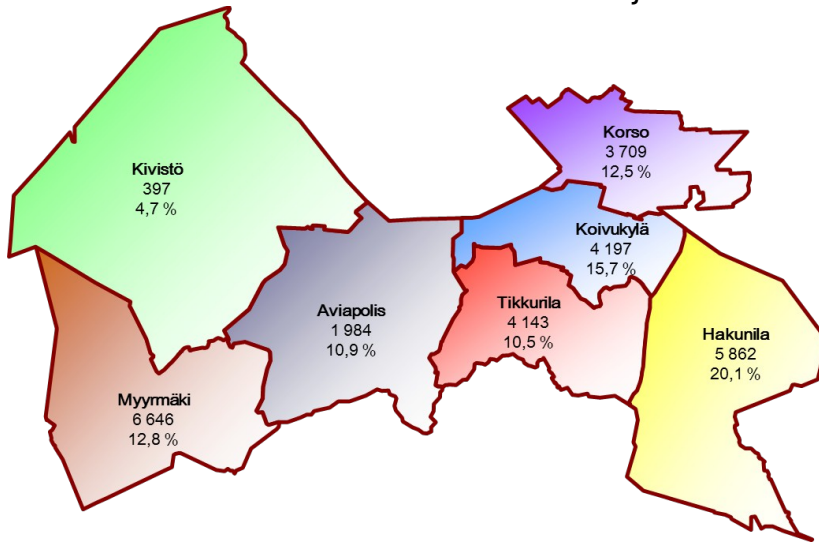 Korso
3 709
12,5 %
Kivistö
397
4,7 %
Koivukylä
4 197
15,7 %
Aviapolis
1 984
10,9 %
Tikkurila
4 143
10,5 %
Hakunila
5 862
20,1 %
Myyrmäki
6 646
12,8 %